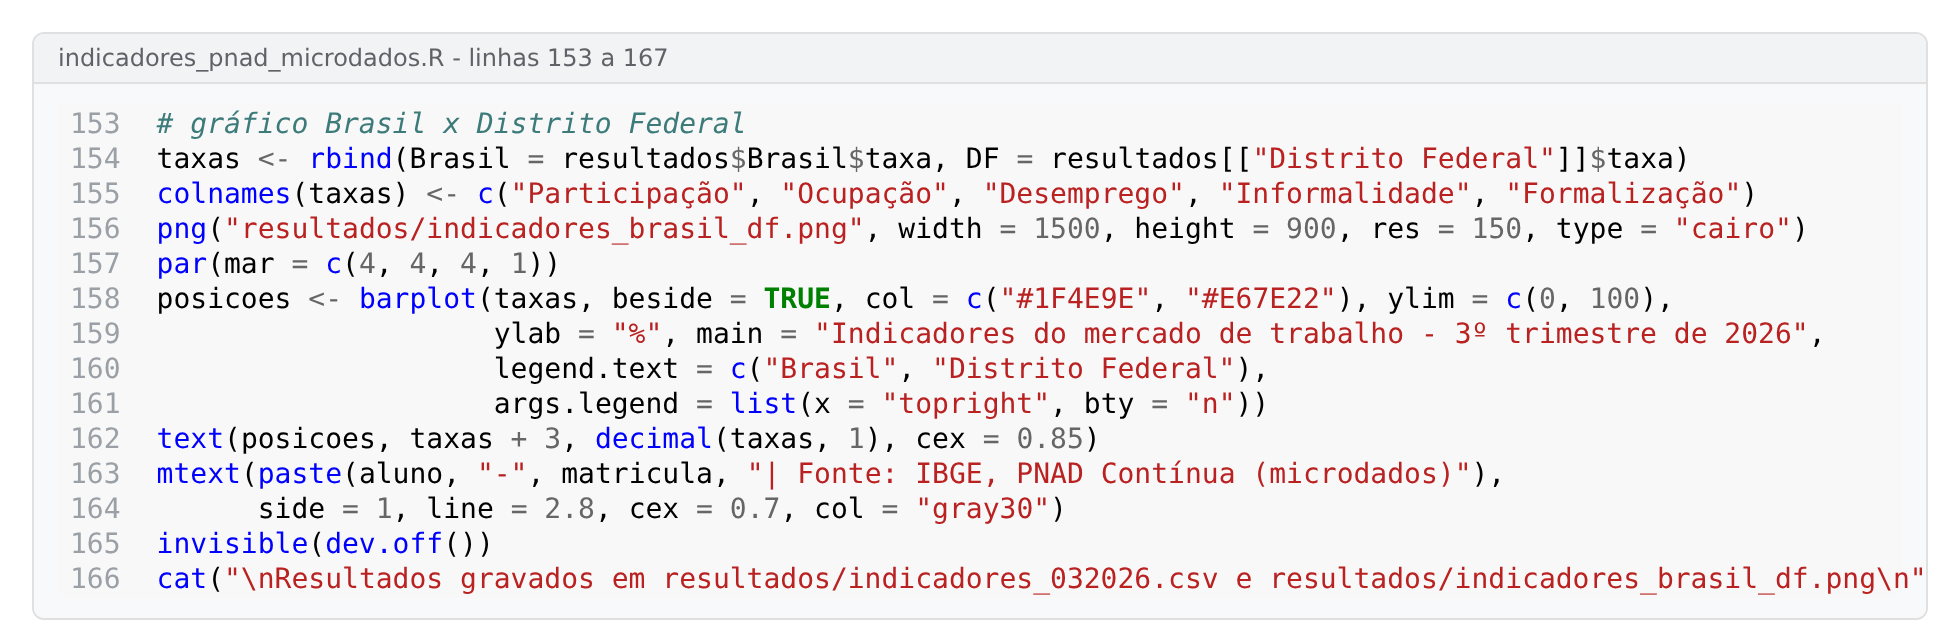 indicadores_pnad_microdados.R - linhas 153 a 167
153 # gráfico Brasil x Distrito Federal
154 taxas <- rbind(Brasil = resultados$Brasil$taxa, DF = resultados[["Distrito Federal"]]$taxa)
155 colnames(taxas) <- c("Participação", "Ocupação", "Desemprego", "Informalidade", "Formalização")
156 png("resultados/indicadores_brasil_df.png", width = 1500, height = 900, res = 150, type = "cairo")
157 par(mar = c(4, 4, 4, 1))
158 posicoes <- barplot(taxas, beside = TRUE, col = c("#1F4E9E", "#E67E22"), ylim = c(0, 100),
159                     ylab = "%", main = "Indicadores do mercado de trabalho - 3º trimestre de 2026",
160                     legend.text = c("Brasil", "Distrito Federal"),
161                     args.legend = list(x = "topright", bty = "n"))
162 text(posicoes, taxas + 3, decimal(taxas, 1), cex = 0.85)
163 mtext(paste(aluno, "-", matricula, "| Fonte: IBGE, PNAD Contínua (microdados)"),
164       side = 1, line = 2.8, cex = 0.7, col = "gray30")
165 invisible(dev.off())
166 cat("\nResultados gravados em resultados/indicadores_032026.csv e resultados/indicadores_brasil_df.png\n"